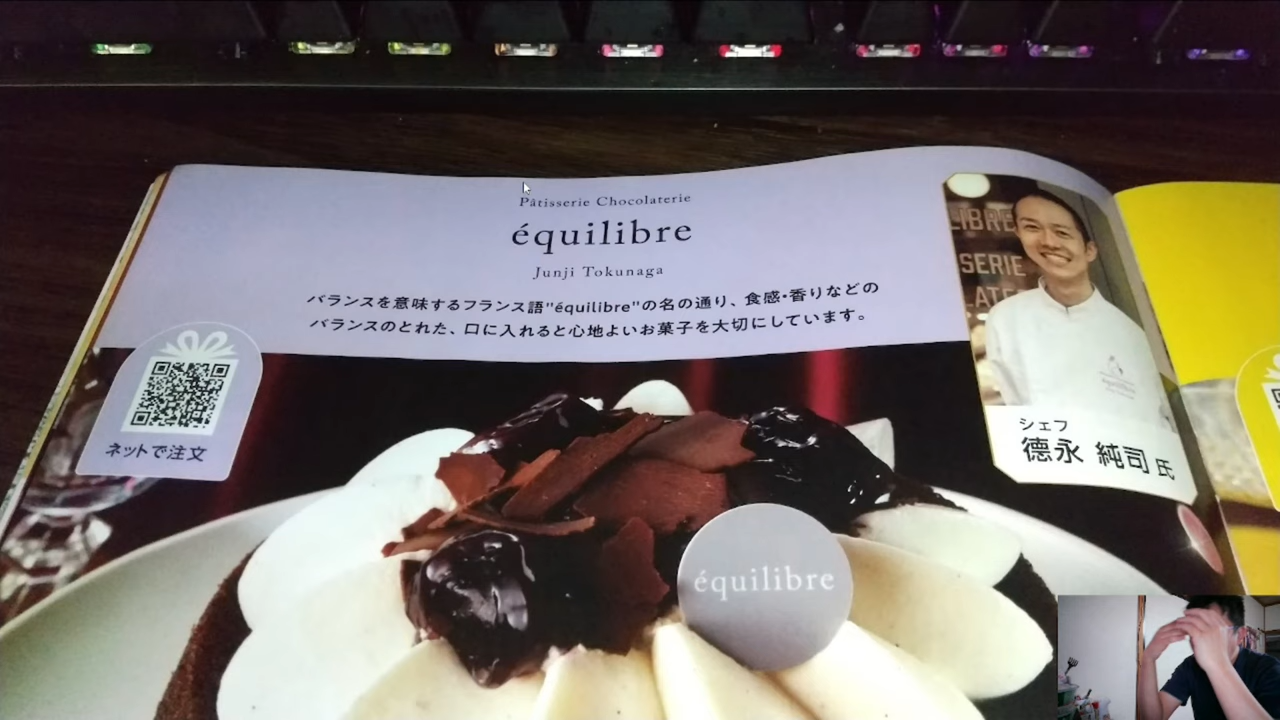 Pâtisserie Chocolaterie
équilibre
Junji Tokunaga
バランスを意味するフランス語"équilibre"の名の通り、食感・香りなどの
バランスのとれた、口に入れると心地よいお菓子を大切にしています。
LIBRE
SERIE
LATE
シェフ
德永 純司 氏
ネットで注文
équilibre